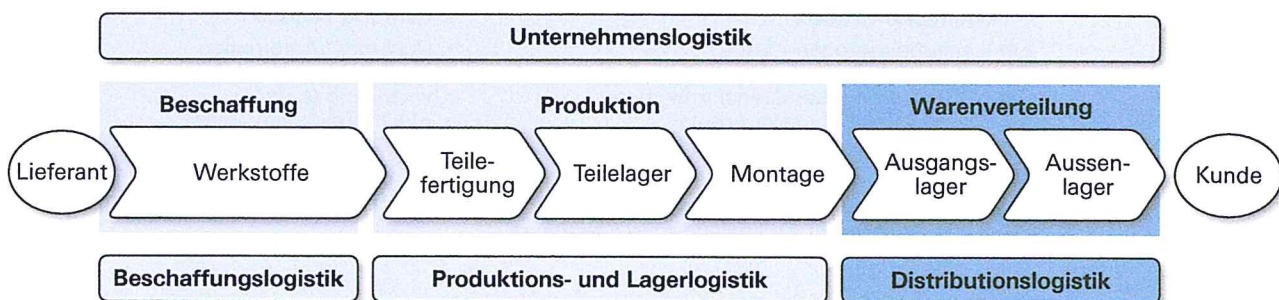 Unternehmenslogistik
Beschaffung
Produktion
Warenverteilung
Lieferant
Werkstoffe
Teile-
fertigung
Teilelager
Montage
Ausgangs-
lager
Aussen-
lager
Kunde
Beschaffungslogistik
Produktions- und Lagerlogistik
Distributionslogistik